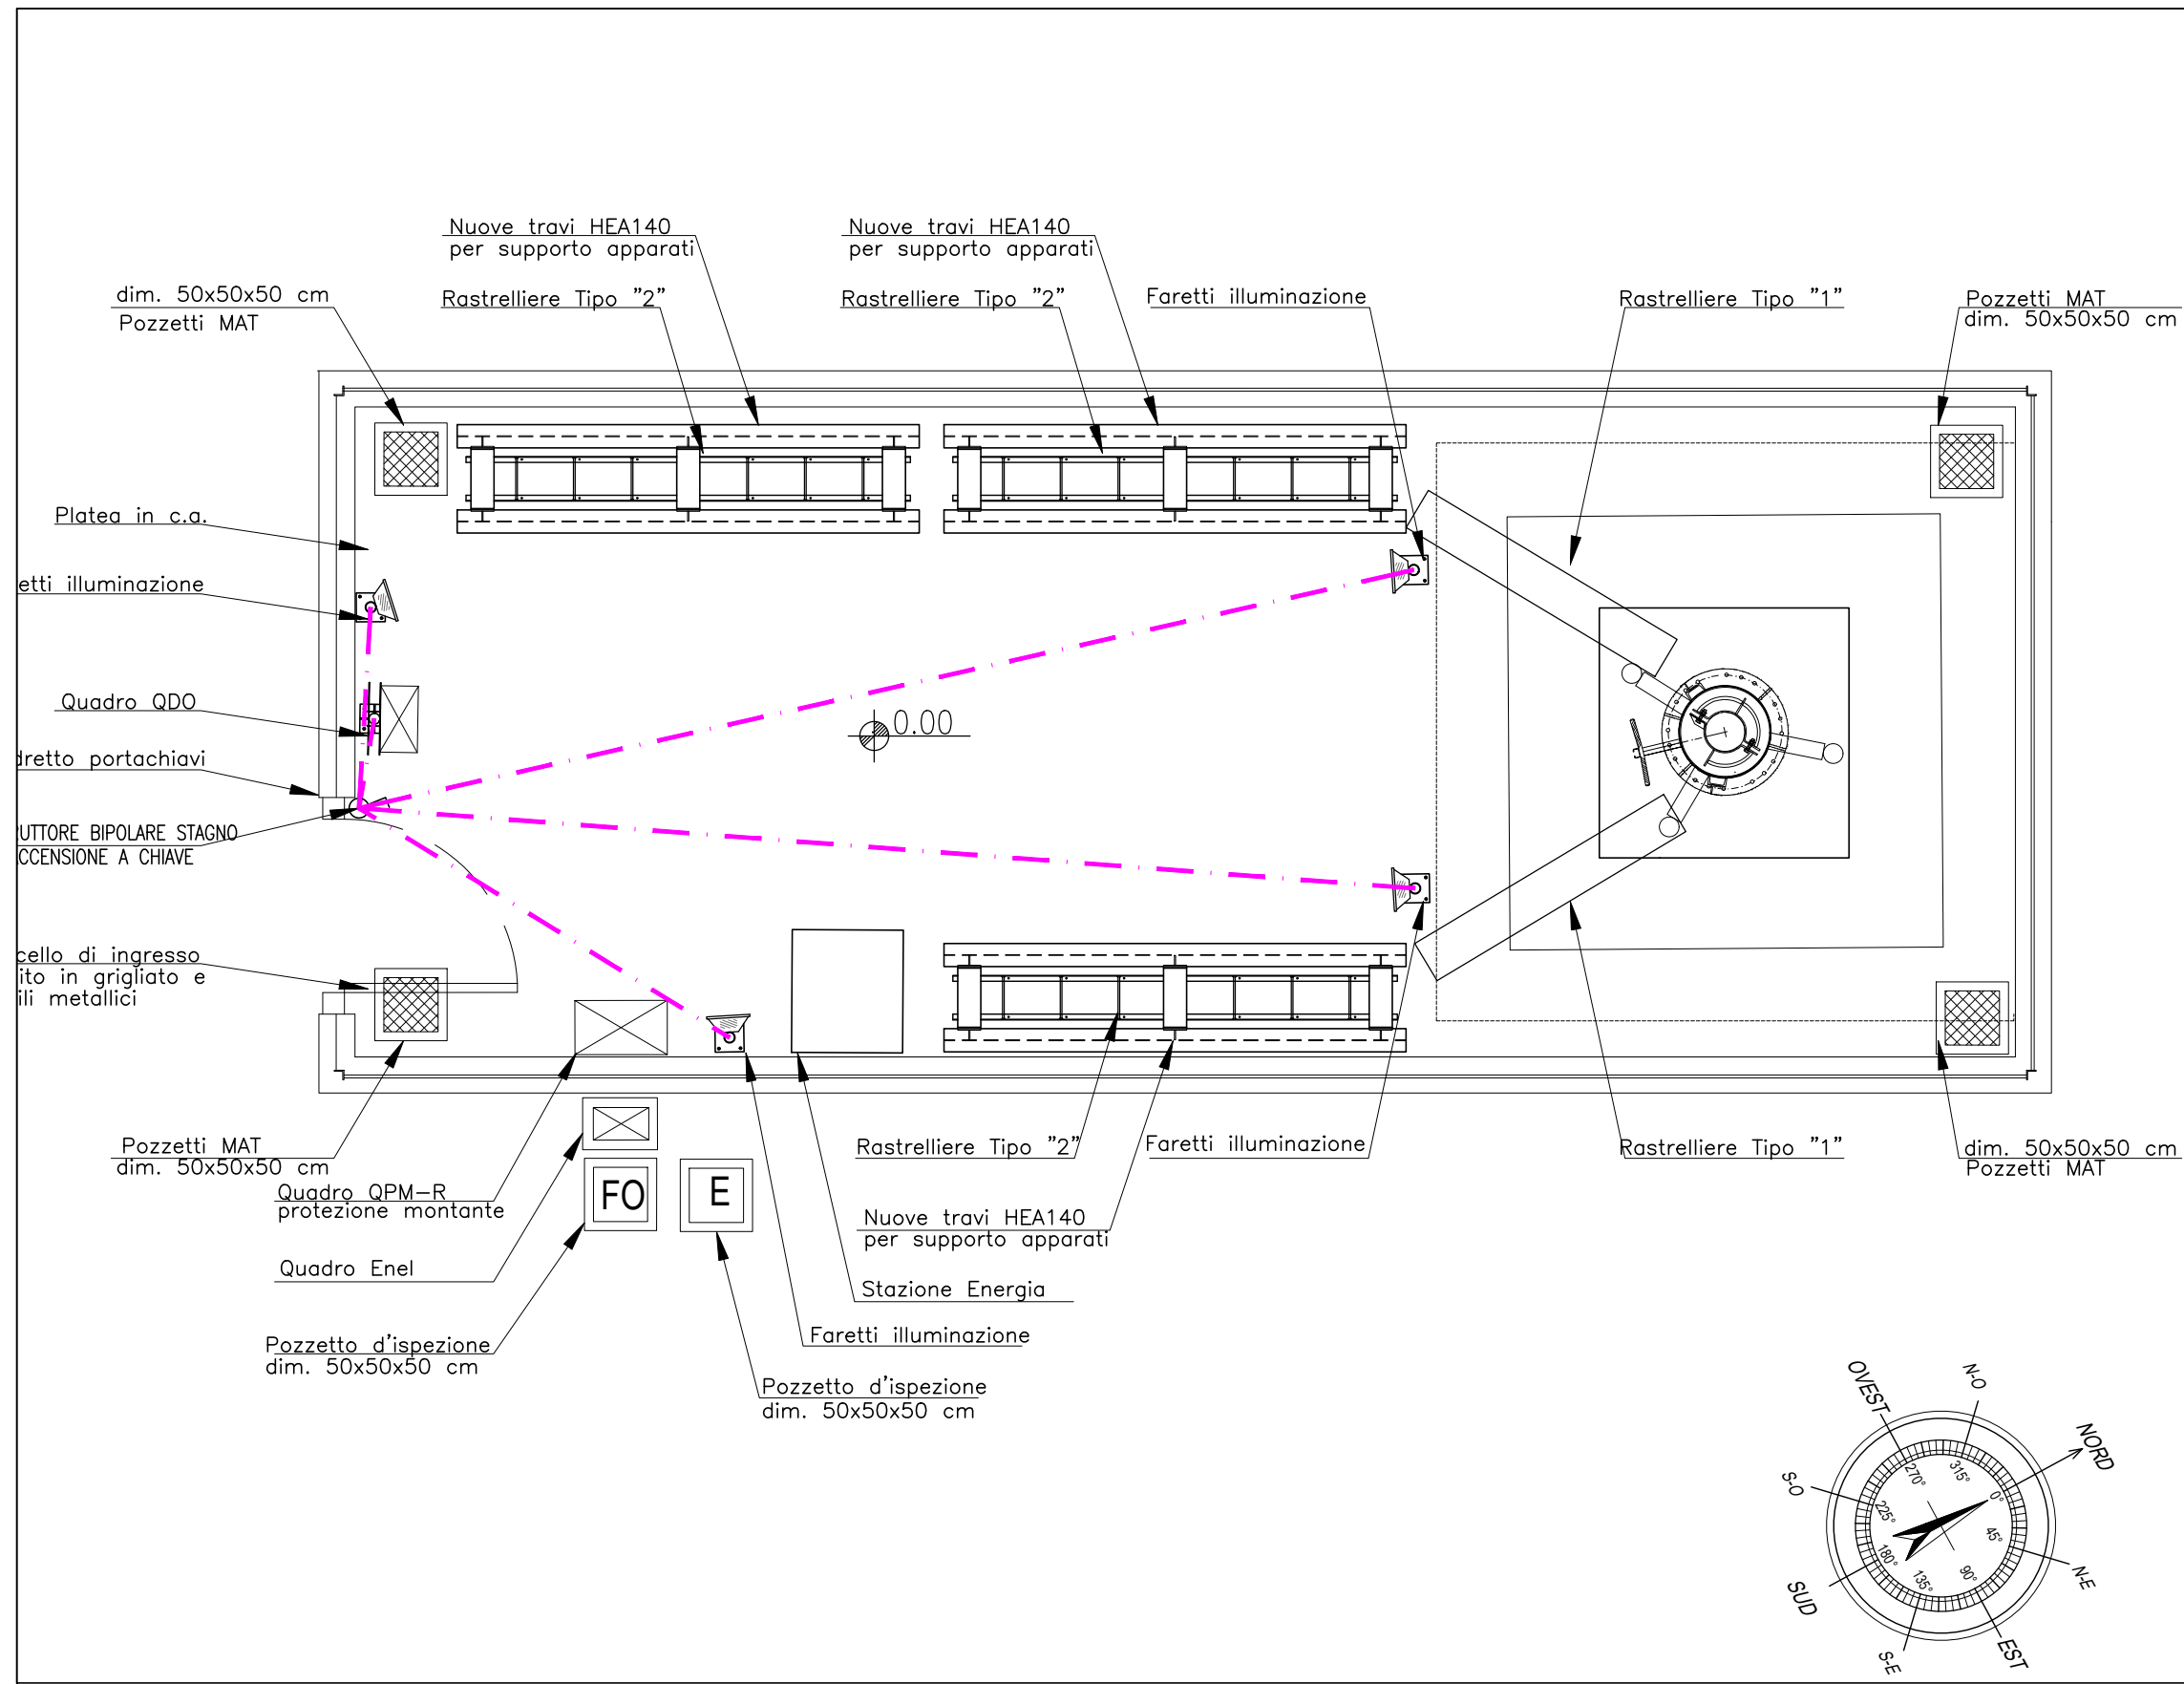 Nuove travi HEA140
per supporto apparati
Nuove travi HEA140
per supporto apparati
dim. 50x50x50 cm
Pozzetti MAT
Rastrelliere Tipo "2"
Rastrelliere Tipo "2"
Faretti illuminazione
Rastrelliere Tipo "1"
Pozzetti MAT
dim. 50x50x50 cm
Platea in c.a.
etti illuminazione
Quadro QDO
0.00
dretto portachiavi
UTTORE BIPOLARE STAGNO
CCENSIONE A CHIAVE
cello di ingresso
ito in grigliato e
ili metallici
Pozzetti MAT
dim. 50x50x50 cm
Rastrelliere Tipo "2"
Faretti illuminazione
Rastrelliere Tipo "1"
dim. 50x50x50 cm
Pozzetti MAT
Quadro QPM-R
protezione montante
FO
E
Nuove travi HEA140
per supporto apparati
Quadro Enel
Stazione Energia
Faretti illuminazione
Pozzetto d'ispezione
dim. 50x50x50 cm
Pozzetto d'ispezione
dim. 50x50x50 cm
OVEST
N-O
NORD
S-O
270°
315°
0°
225°
45°
180°
135°
90°
SUD
N-E
S-E
EST